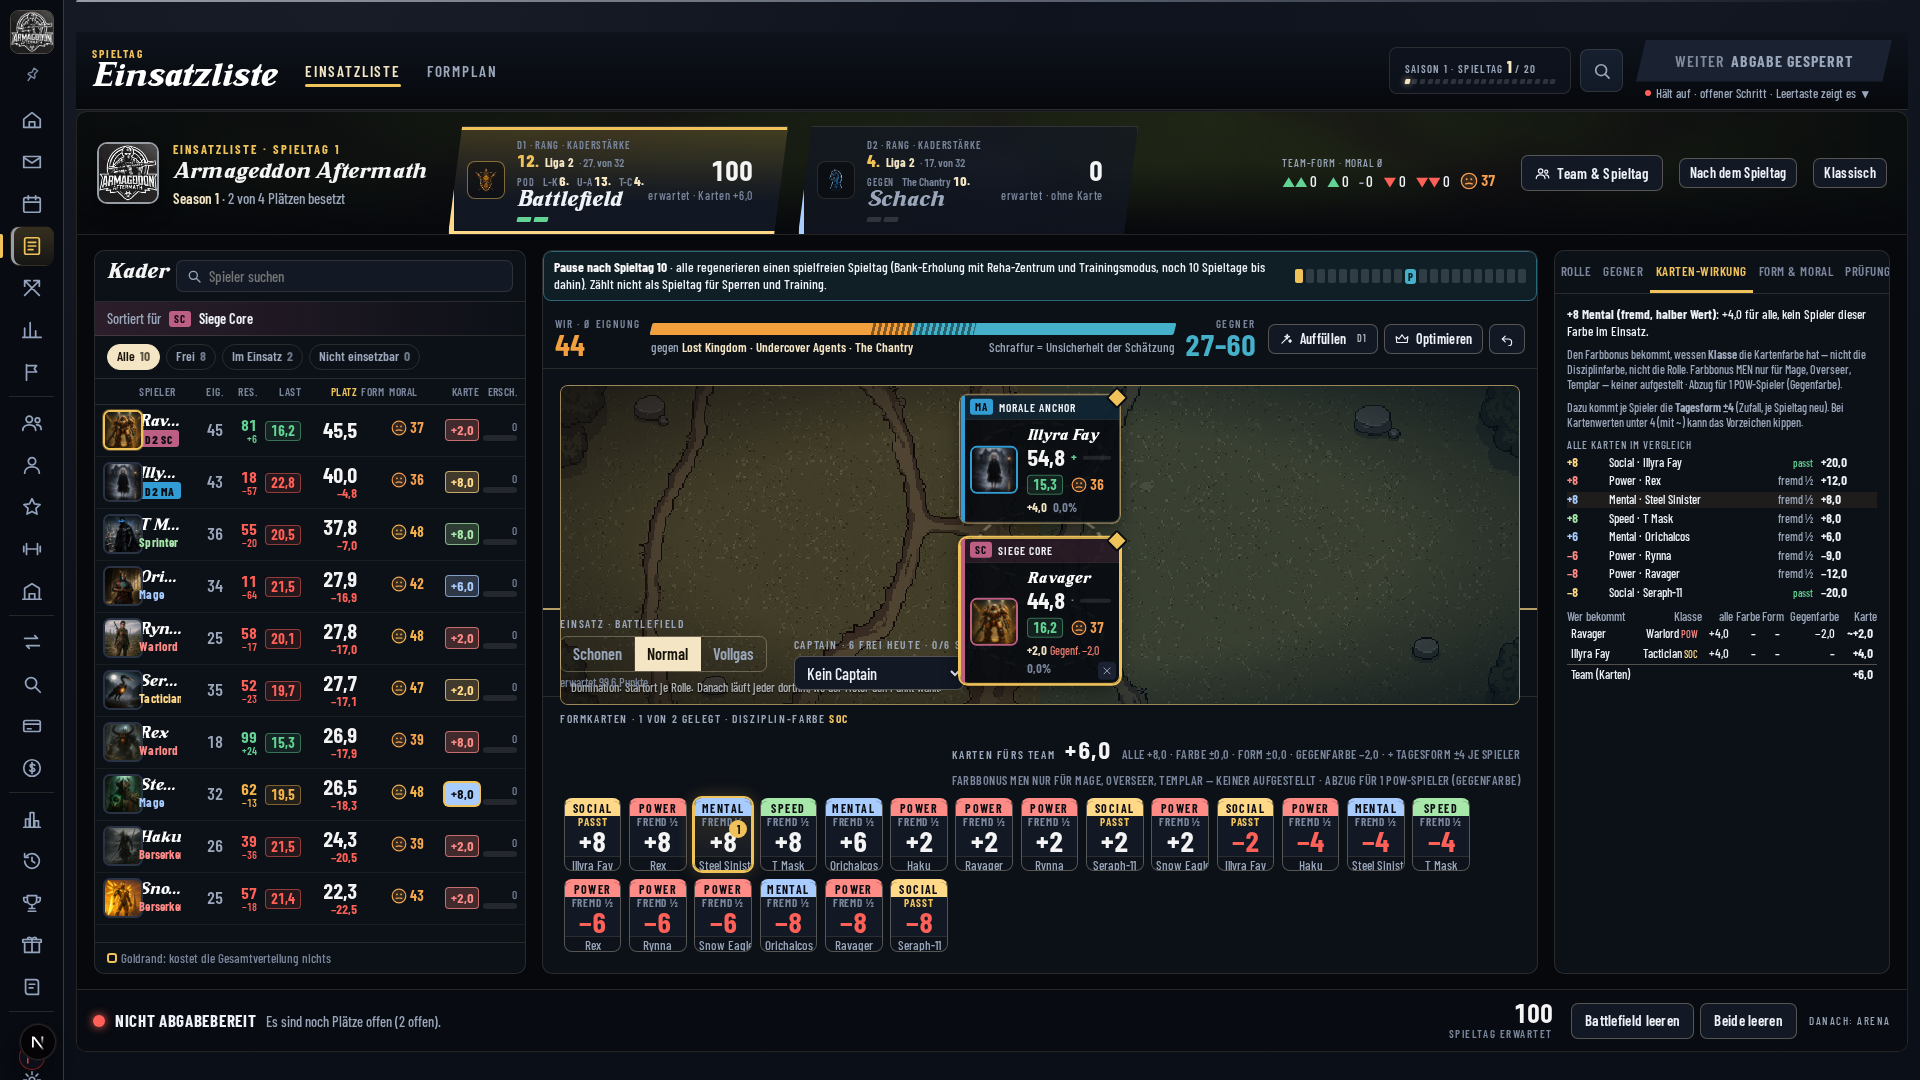 SPIELTAG
Einsatzliste
EINSATZLISTE
FORMPLAN
SAISON 1 · SPIELTAG 1 / 20
WEITER ABGABE GESPERRT
Hält auf · offener Schritt · Leertaste zeigt es ▼
EINSATZLISTE · SPIELTAG 1
Armageddon Aftermath
Season 1 · 2 von 4 Plätzen besetzt
D1 · RANG · KADERSTÄRKE
12. Liga 2 · 27. von 32
POD L-K 6. U-A 13. T-C 4.
Battlefield
100
erwartet · Karten +6,0
D2 · RANG · KADERSTÄRKE
4. Liga 2 · 17. von 32
GEGEN The Chantry 10.
Schach
0
erwartet · ohne Karte
TEAM-FORM · MORAL Ø
▲▲0 ▲0 –0 ▼0 ▼▼0 37
Team & Spieltag
Nach dem Spieltag
Klassisch
Kader
Spieler suchen
Sortiert für SC Siege Core
Alle 10
Frei 8
Im Einsatz 2
Nicht einsetzbar 0
SPIELER EIG. RES. LAST PLATZ FORM MORAL KARTE ERSCH.
Rav... D2 SC 45 81 +6 16,2 45,5 37 +2,0 0
Illy... D2 MA 43 18 –57 22,8 40,0 –4,8 36 +8,0 0
T M... Sprinter 36 55 –20 20,5 37,8 –7,0 48 +8,0 0
Ori... Mage 34 11 –64 21,5 27,9 –16,9 42 +6,0 0
Ryn... Warlord 25 58 –17 20,1 27,8 –17,0 48 +2,0 0
Ser... Tactician 35 52 –23 19,7 27,7 –17,1 47 +2,0 0
Rex Warlord 18 99 +24 15,3 26,9 –17,9 39 +8,0 0
Ste... Mage 32 62 –13 19,5 26,5 –18,3 48 +8,0 0
Haku Berserker 26 39 –36 21,5 24,3 –20,5 39 +2,0 0
Sno... Berserker 25 57 –18 21,4 22,3 –22,5 43 +2,0 0
Goldrand: kostet die Gesamtverteilung nichts
Pause nach Spieltag 10 · alle regenerieren einen spielfreien Spieltag (Bank-Erholung mit Reha-Zentrum und Trainingsmodus, noch 10 Spieltage bis
dahin). Zählt nicht als Spieltag für Sperren und Training.
P
WIR · Ø EIGNUNG
44
gegen Lost Kingdom · Undercover Agents · The Chantry
Schraffur = Unsicherheit der Schätzung
GEGNER
27–60
Auffüllen D1
Optimieren
MA MORALE ANCHOR
Illyra Fay
54,8 +
15,3 36
+4,0 0,0%
SC SIEGE CORE
Ravager
44,8
16,2 37
+2,0 Gegenf. –2,0
0,0%
EINSATZ · BATTLEFIELD
Schonen
Normal
Vollgas
erwartet 99,6 Punkte
CAPTAIN · 6 FREI HEUTE · 0/6 S
Kein Captain
FORMKARTEN · 1 VON 2 GELEGT · DISZIPLIN-FARBE SOC
KARTEN FÜRS TEAM +6,0 ALLE +8,0 · FARBE ±0,0 · FORM ±0,0 · GEGENFARBE –2,0 · + TAGESFORM ±4 JE SPIELER
FARBBONUS MEN NUR FÜR MAGE, OVERSEER, TEMPLAR — KEINER AUFGESTELLT · ABZUG FÜR 1 POW-SPIELER (GEGENFARBE)
SOCIAL POWER MENTAL SPEED MENTAL POWER POWER POWER SOCIAL POWER SOCIAL POWER MENTAL SPEED
PASST FREMD ½ FREMD ½ FREMD ½ FREMD ½ FREMD ½ FREMD ½ FREMD ½ PASST FREMD ½ PASST FREMD ½ FREMD ½ FREMD ½
+8 +8 +8 1 +8 +6 +2 +2 +2 +2 +2 –2 –4 –4 –4
Illyra Fay Rex Steel Sinist T Mask Orichalcos Haku Ravager Rynna Seraph-11 Snow Eagle Illyra Fay Haku Steel Sinist T Mask
POWER POWER POWER MENTAL POWER SOCIAL
FREMD ½ FREMD ½ FREMD ½ FREMD ½ FREMD ½ PASST
–6 –6 –6 –8 –8 –8
Rex Rynna Snow Eagle Orichalcos Ravager Seraph-11
ROLLE
GEGNER
KARTEN-WIRKUNG
FORM & MORAL
PRÜFUNG
+8 Mental (fremd, halber Wert): +4,0 für alle, kein Spieler dieser
Farbe im Einsatz.
Den Farbbonus bekommt, wessen Klasse die Kartenfarbe hat — nicht die
Disziplinfarbe, nicht die Rolle. Farbbonus MEN nur für Mage, Overseer,
Templar — keiner aufgestellt · Abzug für 1 POW-Spieler (Gegenfarbe).
Dazu kommt je Spieler die Tagesform ±4 (Zufall, je Spieltag neu). Bei
Kartenwerten unter 4 (mit ~) kann das Vorzeichen kippen.
ALLE KARTEN IM VERGLEICH
+8 Social · Illyra Fay passt +20,0
+8 Power · Rex fremd ½ +12,0
+8 Mental · Steel Sinister fremd ½ +8,0
+8 Speed · T Mask fremd ½ +8,0
+6 Mental · Orichalcos fremd ½ +6,0
–6 Power · Rynna fremd ½ –9,0
–8 Power · Ravager fremd ½ –12,0
–8 Social · Seraph-11 passt –20,0
Wer bekommt Klasse alle Farbe Form Gegenfarbe Karte
Ravager Warlord POW +4,0 – – –2,0 ~+2,0
Illyra Fay Tactician SOC +4,0 – – – +4,0
Team (Karten) +6,0
NICHT ABGABEBEREIT Es sind noch Plätze offen (2 offen).
100
SPIELTAG ERWARTET
Battlefield leeren
Beide leeren
DANACH: ARENA
N